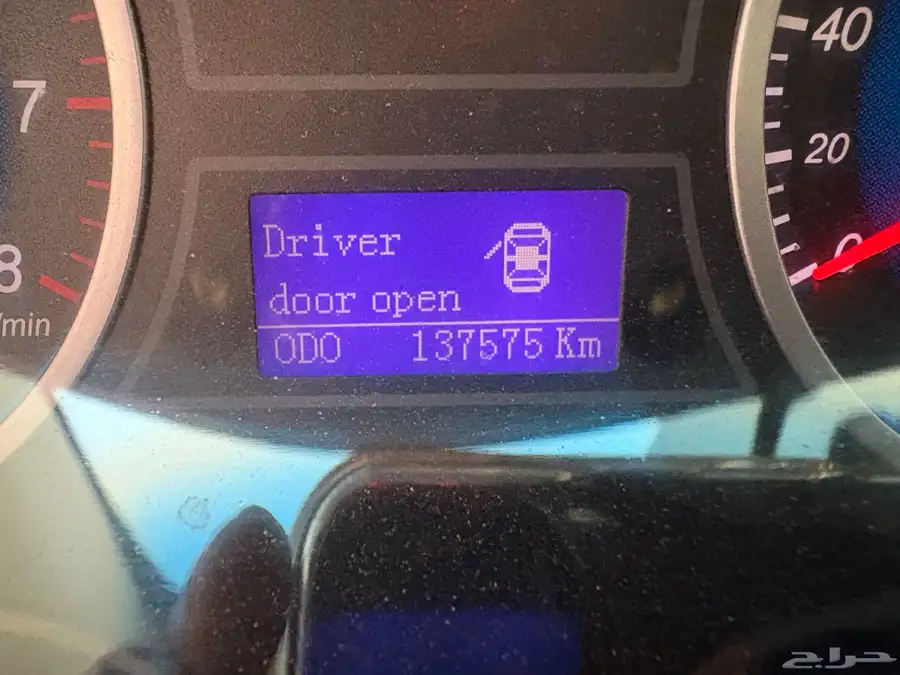 7
8
/min
40
20
0
Driver
door open
ODO 137575 Km
حراج